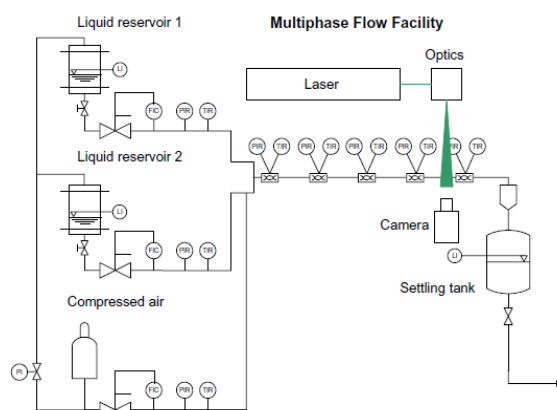 Liquid reservoir 1
Multiphase Flow Facility
Optics
LI
Laser
FIC
PIR
TIR
PIR
TIR
PIR
TIR
PIR
TIR
PIR
TIR
PIR
TIR
Liquid reservoir 2
LI
Camera
FIC
PIR
TIR
LI
Settling tank
Compressed air
PI
FIC
PIR
TIR